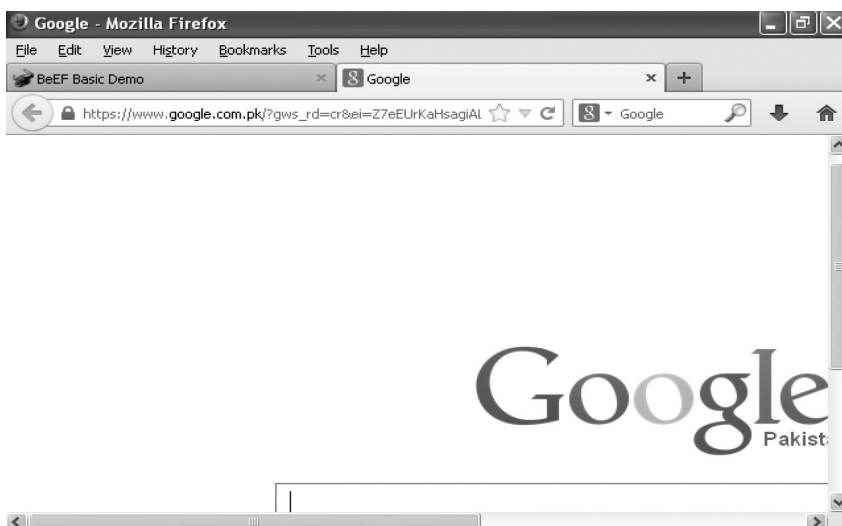 Google - Mozilla Firefox
File Edit View History Bookmarks Tools Help
BeEF Basic Demo × Google × +
https://www.google.com.pk/?gws_rd=cr&ei=Z7eEUrKaHsagiAL Google
Google
Pakist